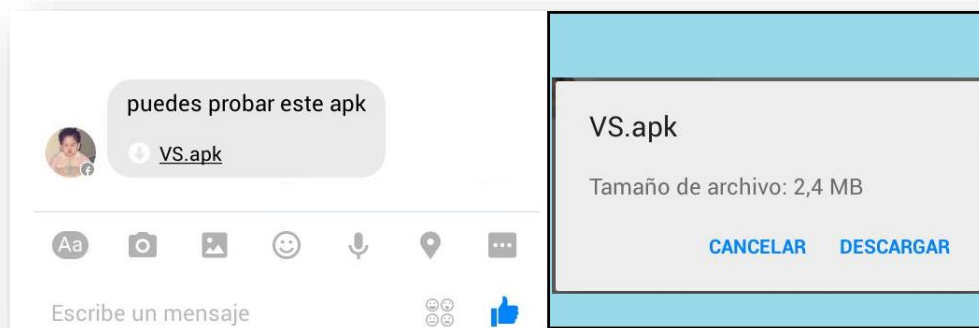 puedes probar este apk
VS.apk
Aa
Escribe un mensaje
VS.apk
Tamaño de archivo: 2,4 MB
CANCELAR DESCARGAR